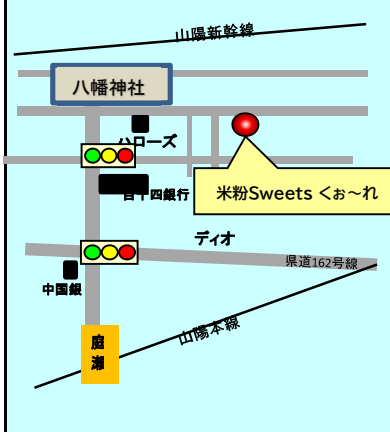 山陽新幹線
八幡神社
ハローズ
百十四銀行
米粉Sweets くぉ～れ
ディオ
県道162号線
中国銀
山陽本線
庭
瀬